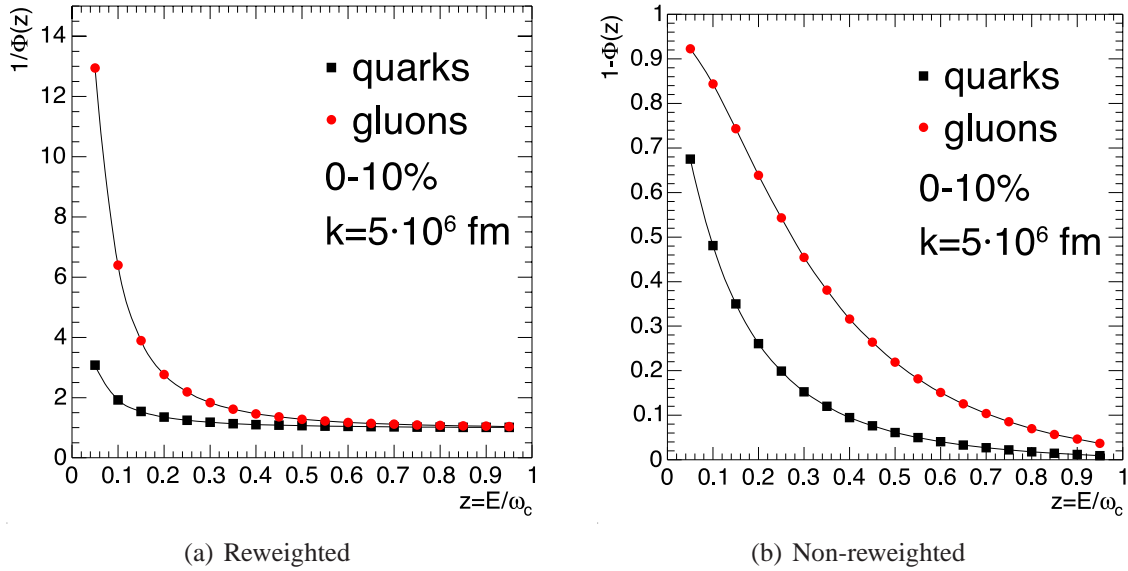 1/Φ(z)
14
12
10
8
6
4
2
0
0 0.1 0.2 0.3 0.4 0.5 0.6 0.7 0.8 0.9 1
z=E/ω_c
quarks
gluons
0-10%
k=5·10⁶ fm
(a) Reweighted
1-Φ(z)
1
0.9
0.8
0.7
0.6
0.5
0.4
0.3
0.2
0.1
0
0 0.1 0.2 0.3 0.4 0.5 0.6 0.7 0.8 0.9 1
z=E/ω_c
quarks
gluons
0-10%
k=5·10⁶ fm
(b) Non-reweighted